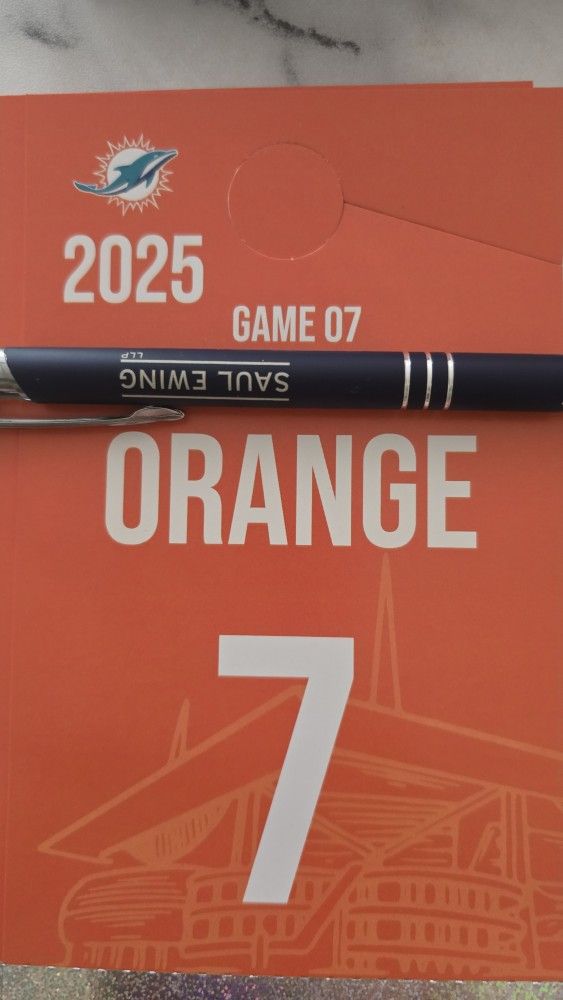 2025
GAME 07
SAUL EWING
LLP
ORANGE
7